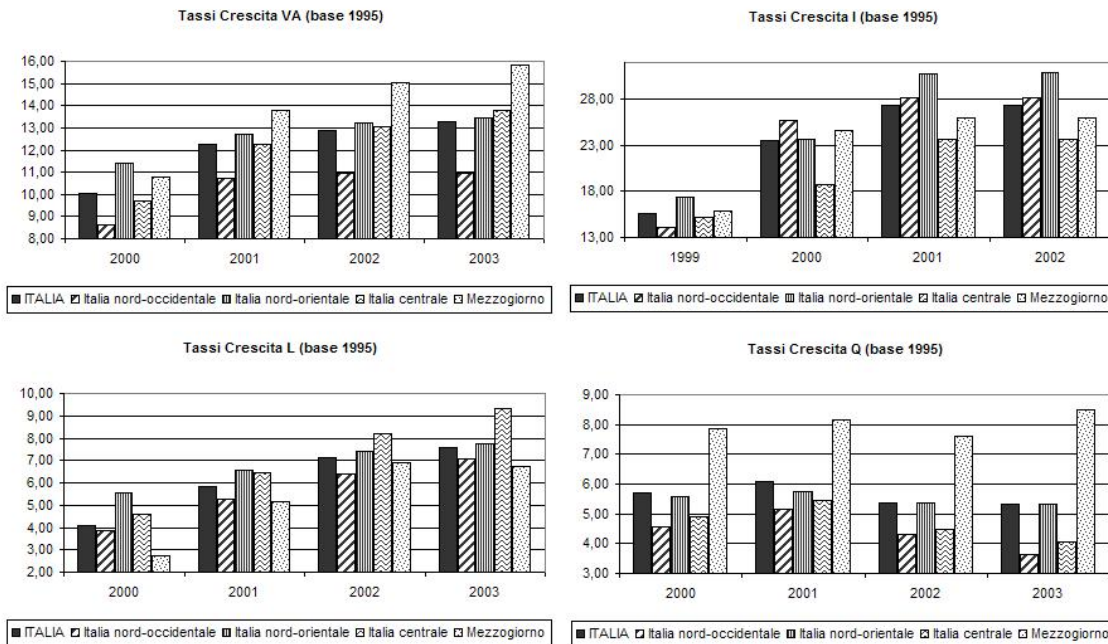 Tassi Crescita VA (base 1995)
16,00
15,00
14,00
13,00
12,00
11,00
10,00
9,00
8,00
2000 2001 2002 2003
ITALIA Italia nord-occidentale Italia nord-orientale Italia centrale Mezzogiorno
Tassi Crescita I (base 1995)
28,00
23,00
18,00
13,00
1999 2000 2001 2002
ITALIA Italia nord-occidentale Italia nord-orientale Italia centrale Mezzogiorno
Tassi Crescita L (base 1995)
10,00
9,00
8,00
7,00
6,00
5,00
4,00
3,00
2,00
2000 2001 2002 2003
ITALIA Italia nord-occidentale Italia nord-orientale Italia centrale Mezzogiorno
Tassi Crescita Q (base 1995)
9,00
8,00
7,00
6,00
5,00
4,00
3,00
2000 2001 2002 2003
ITALIA Italia nord-occidentale Italia nord-orientale Italia centrale Mezzogiorno